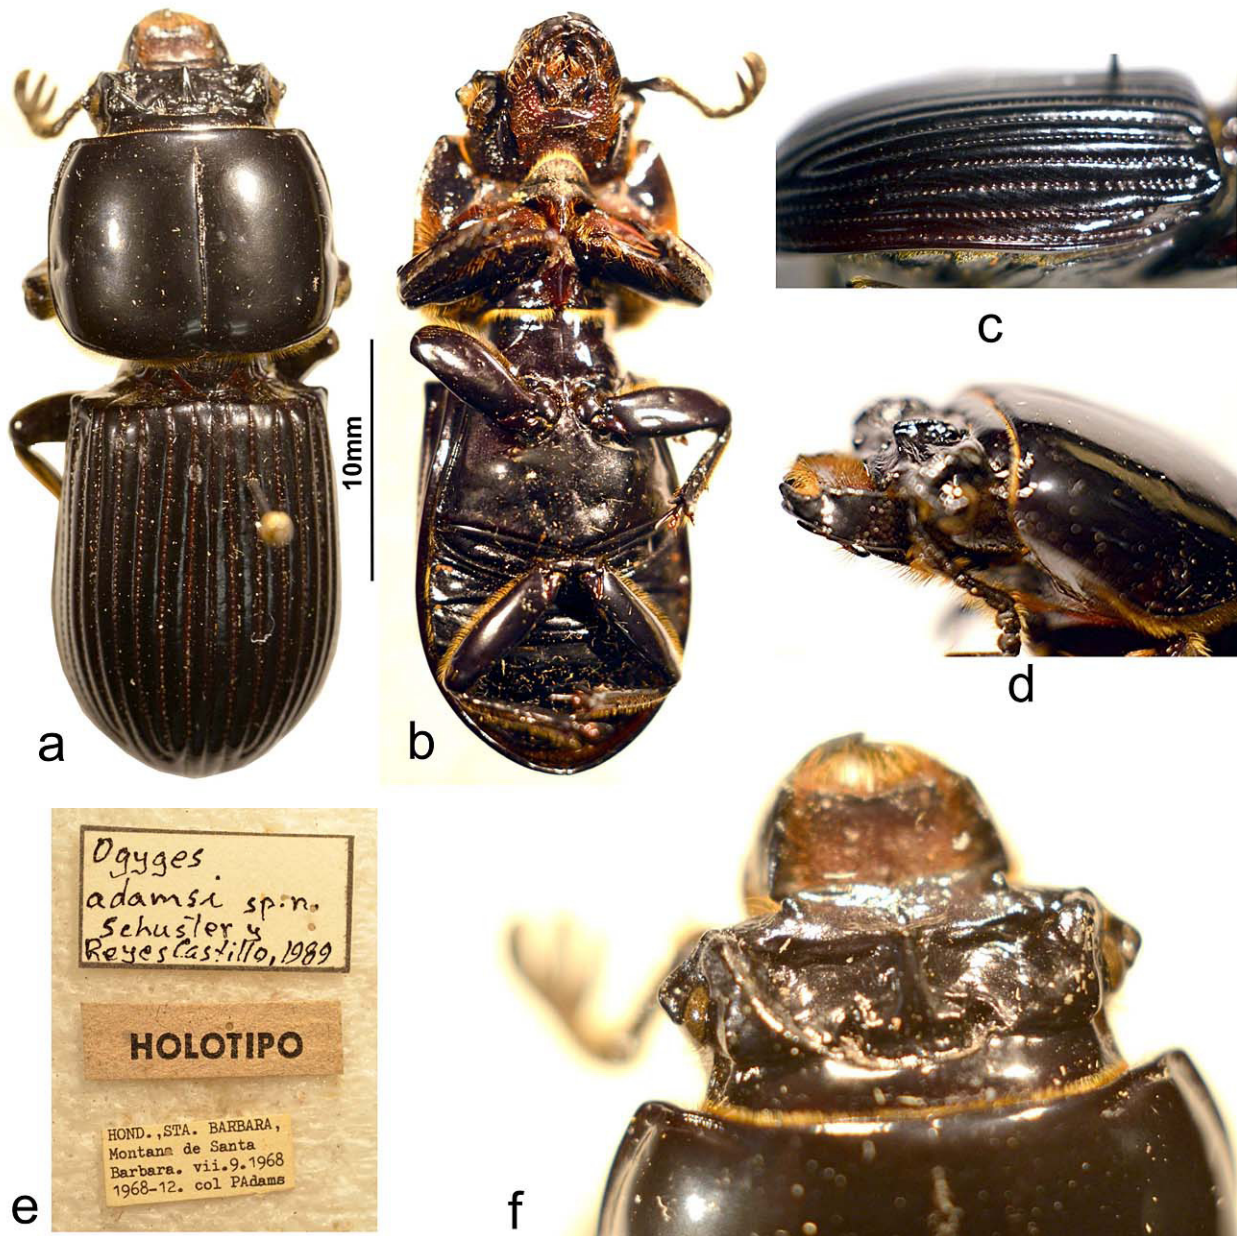 a
b
c
d
10mm
e
Ogyges
adamsi sp.n.
Schuster y
Reyes Castillo, 1989
HOLOTIPO
HOND.,STA. BARBARA,
Montana de Santa
Barbara. vii.9.1968
1968-12. col PAdams
f